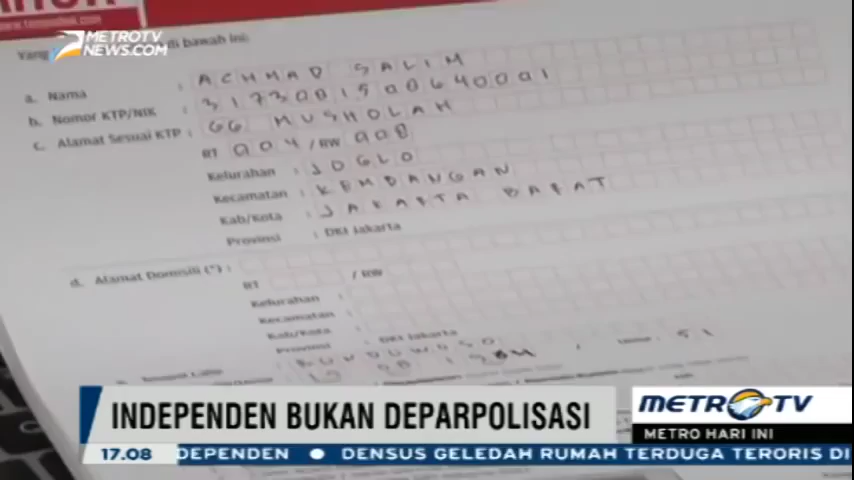 METROTV
NEWS.COM
Yang di bawah ini:
a. Nama : ACHMAD SALIM
b. Nomor KTP/NIK : 3173081508640001
c. Alamat Sesuai KTP : GG MUSHOLAH
RT 004 / RW 008
Kelurahan : JOGLO
Kecamatan : KEMBANGAN
Kab/Kota : JAKARTA BARAT
Provinsi : DKI Jakarta
d. Alamat Domisili (*) :
RT / RW
Kelurahan :
Kecamatan :
Kab/Kota :
Provinsi : DKI Jakarta
INDEPENDEN BUKAN DEPARPOLISASI
METRO TV
METRO HARI INI
17.08 DEPENDEN ● DENSUS GELEDAH RUMAH TERDUGA TERORIS DI